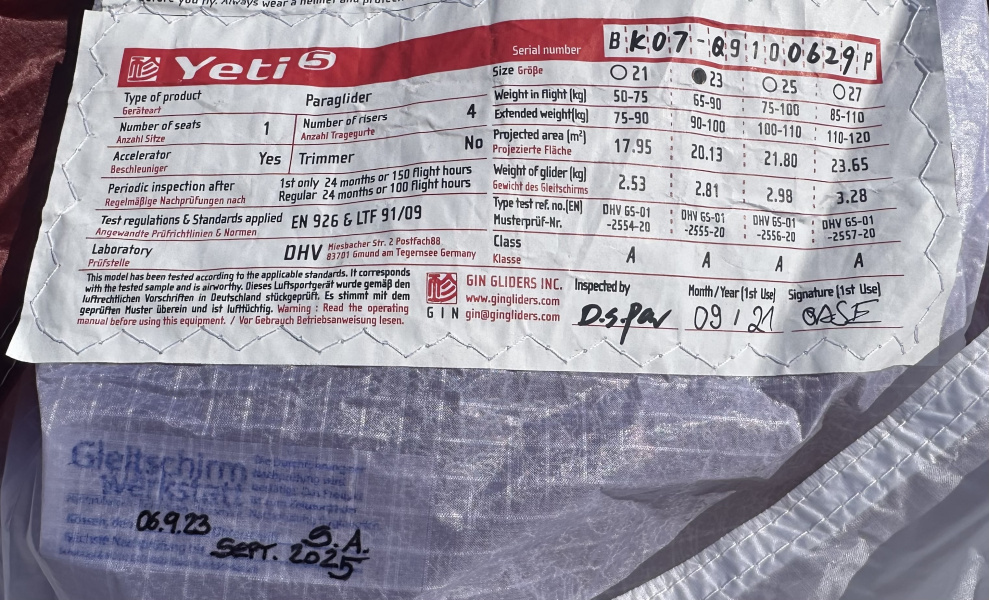 before you fly. Always wear a helmet and
Yeti 5
Serial number BK07-Q9100629P
Size Größe 21 23 25 27
Type of product Paraglider
Geräteart
Number of seats 1
Anzahl Sitze
Number of risers 4
Anzahl Tragegurte
Accelerator Yes
Beschleuniger
Trimmer No
Periodic inspection after 1st only 24 months or 150 flight hours
Regelmäßige Nachprüfungen nach Regular 24 months or 100 flight hours
Test regulations & Standards applied EN 926 & LTF 91/09
Angewandte Prüfrichtlinien & Normen
Laboratory DHV Miesbacher Str. 2 Postfach88
Prüfstelle 83701 Gmund am Tegernsee Germany
Weight in flight (kg) 50-75 65-90 75-100 85-110
Extended weight(kg) 75-90 90-100 100-110 110-120
Projected area (m²) 17.95 20.13 21.80 23.65
Projezierte Fläche
Weight of glider (kg) 2.53 2.81 2.98 3.28
Gewicht des Gleitschirms
Type test ref. no.(EN) DHV GS-01 DHV GS-01 DHV GS-01 DHV GS-01
Musterprüf-Nr. -2554-20 -2555-20 -2556-20 -2557-20
Class A A A A
Klasse
This model has been tested according to the applicable standards. It corresponds
with the tested sample and is airworthy. Dieses Luftsportgerät wurde gemäß den
luftrechtlichen Vorschriften in Deutschland stückgeprüft. Es stimmt mit dem
geprüften Muster überein und ist lufttüchtig. Warning : Read the operating
manual before using this equipment. / Vor Gebrauch Betriebsanweisung lesen.
GIN
GIN GLIDERS INC.
www.gingliders.com
gin@gingliders.com
Inspected by Month / Year (1st Use) Signature (1st Use)
D.s.par 09 / 21 OASE
Gleitschirm
Werkstatt
06.9.23
S.A.
SEPT. 2025